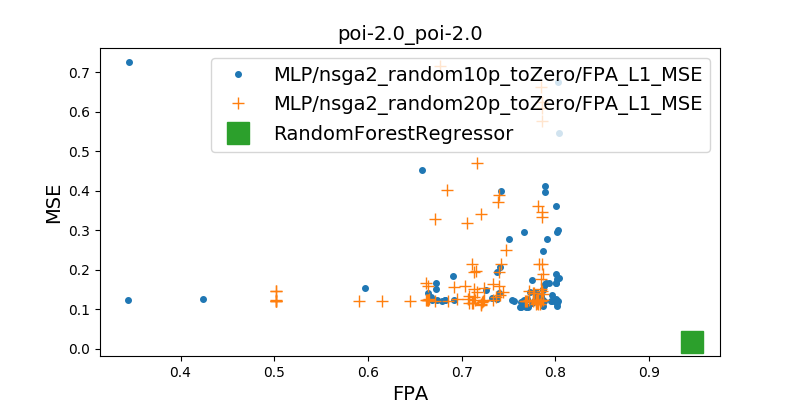 poi-2.0_poi-2.0
MLP/nsga2_random10p_toZero/FPA_L1_MSE
MLP/nsga2_random20p_toZero/FPA_L1_MSE
RandomForestRegressor
MSE
0.7
0.6
0.5
0.4
0.3
0.2
0.1
0.0
0.4 0.5 0.6 0.7 0.8 0.9
FPA